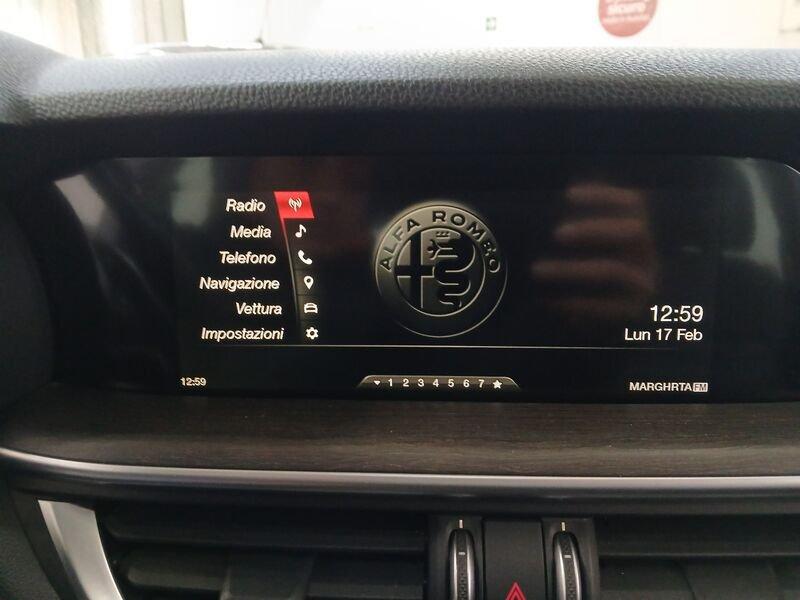 sicuro
Radio
Media
Telefono
Navigazione
Vettura
Impostazioni
ALFA ROMEO
12:59
Lun 17 Feb
12:59
1 2 3 4 5 6 7
MARGHRTA FM